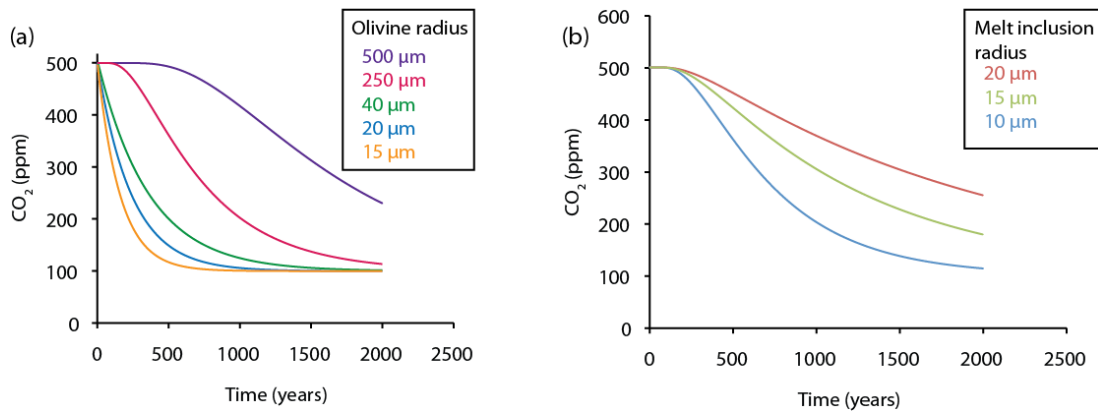 (a)
Olivine radius
500 μm
250 μm
40 μm
20 μm
15 μm
CO₂ (ppm)
500
400
300
200
100
0
0 500 1000 1500 2000 2500
Time (years)
(b)
Melt inclusion
radius
20 μm
15 μm
10 μm
CO₂ (ppm)
600
500
400
300
200
100
0
0 500 1000 1500 2000 2500
Time (years)